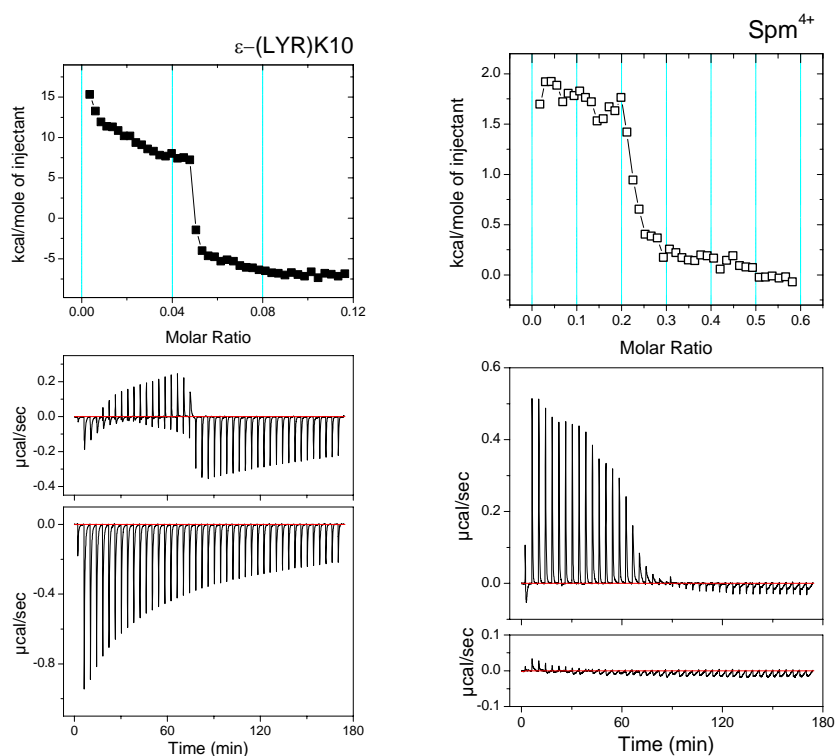 ε–(LYR)K10
kcal/mole of injectant
15
10
5
0
-5
0.00 0.04 0.08 0.12
Molar Ratio
μcal/sec
0.2
0.0
-0.2
-0.4
μcal/sec
0.0
-0.4
-0.8
0 60 120 180
Time (min)
Spm4+
kcal/mole of injectant
2.0
1.5
1.0
0.5
0.0
0.0 0.1 0.2 0.3 0.4 0.5 0.6
Molar Ratio
μcal/sec
0.6
0.4
0.2
0.0
μcal/sec
0.1
0.0
-0.1
0 60 120 180
Time (min)